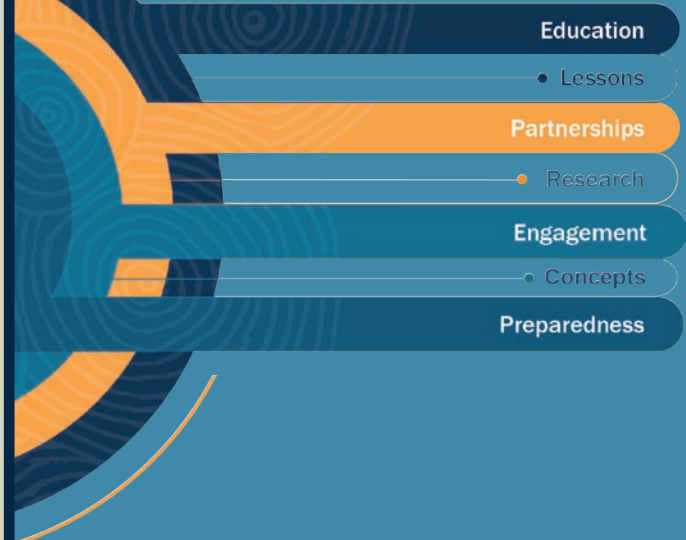 Education
Lessons
Partnerships
Research
Engagement
Concepts
Preparedness